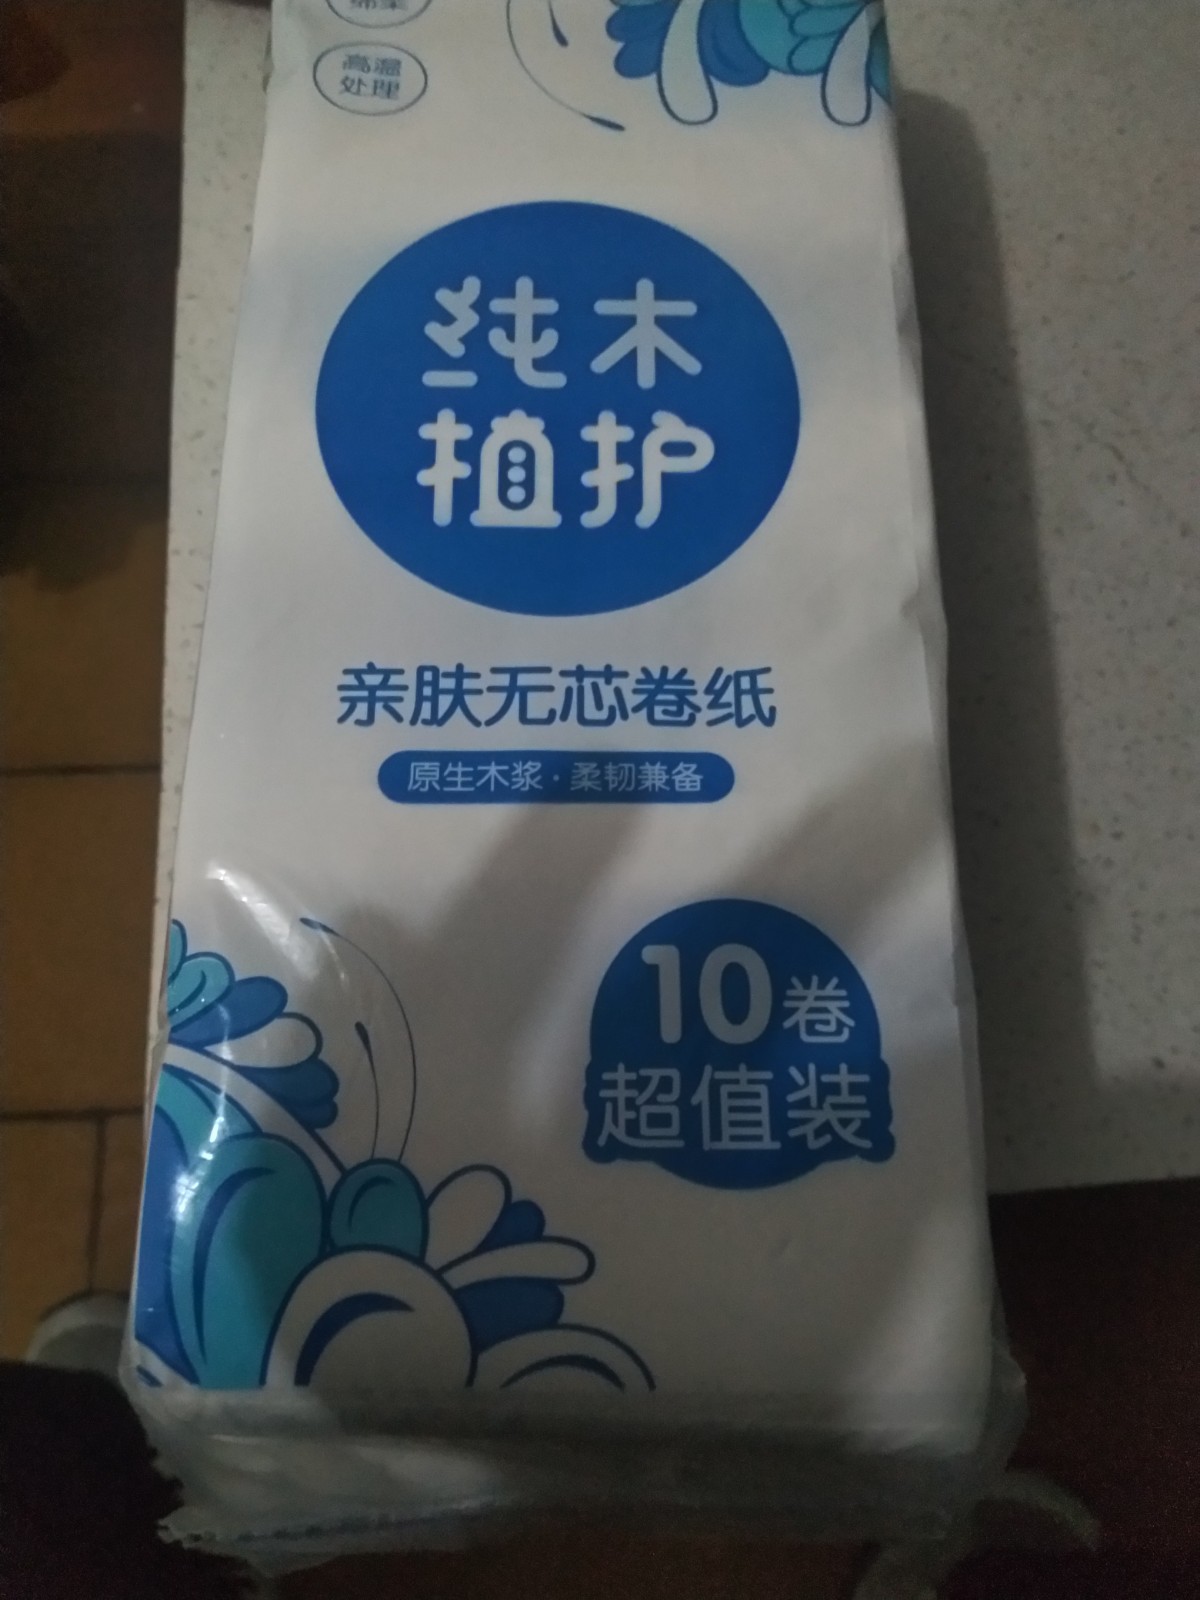 高温
处理
纯木
植护
亲肤无芯卷纸
原生木浆·柔韧兼备
10卷
超值装